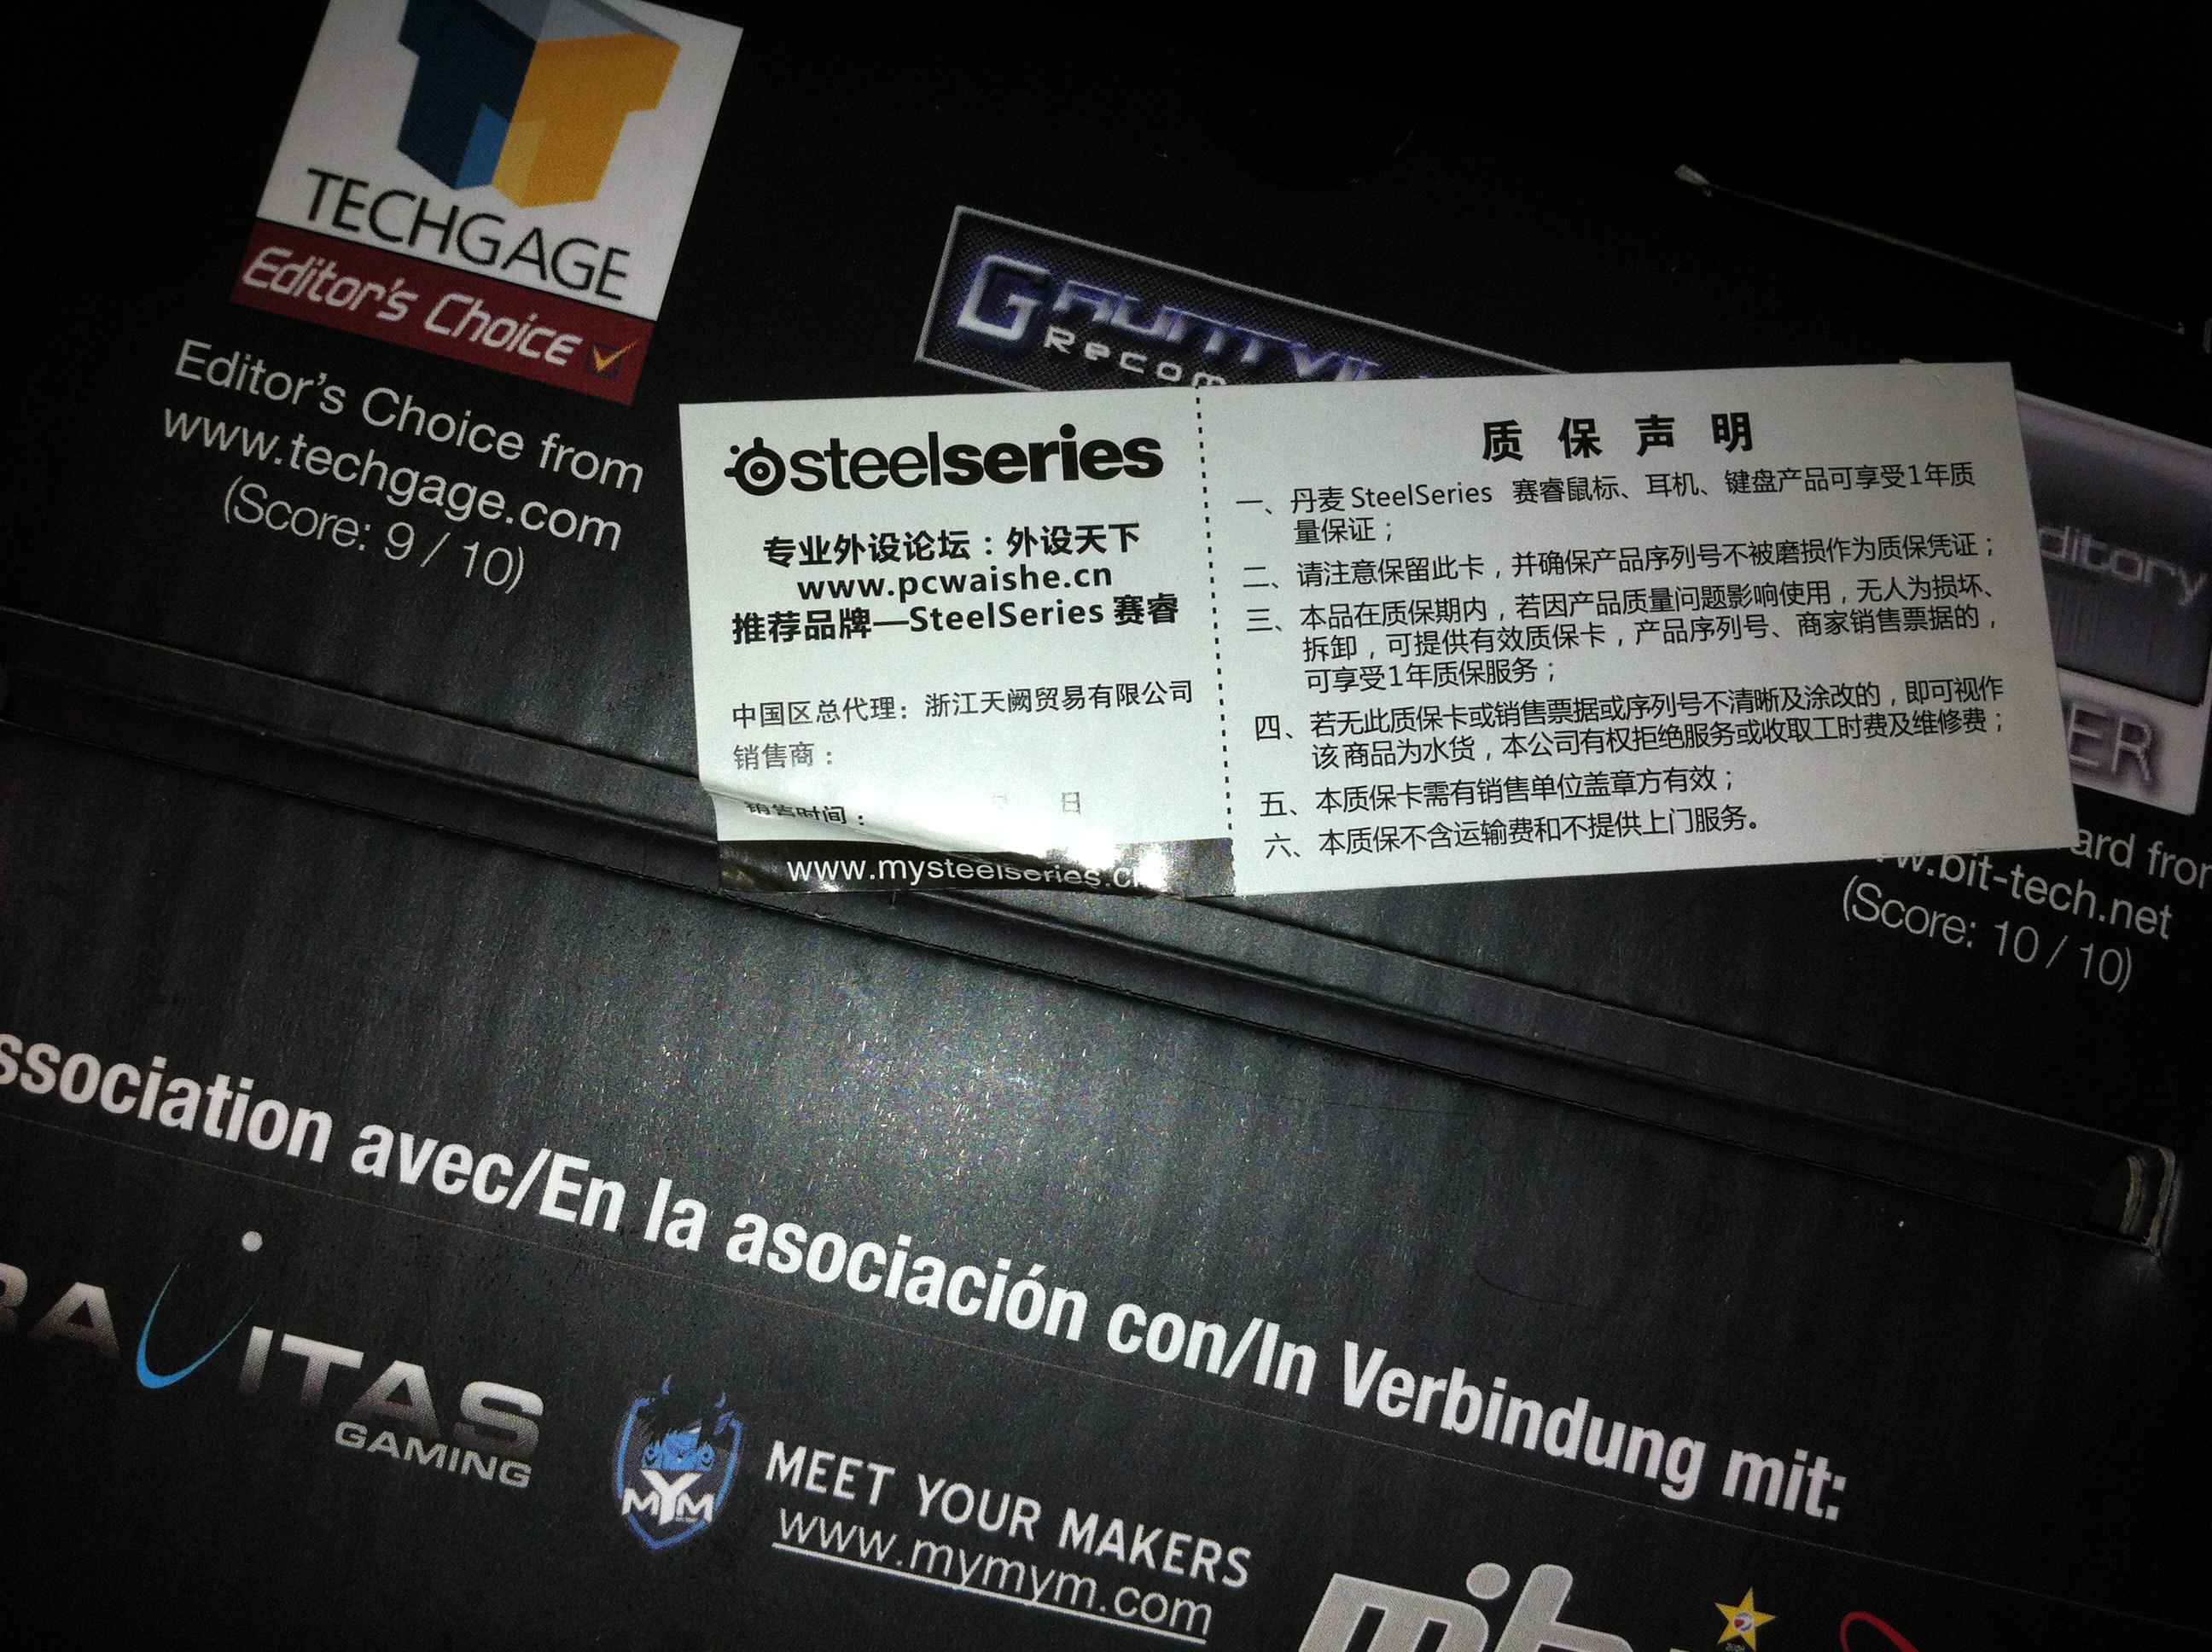 TECHGAGE
Editor's Choice
Editor's Choice from
www.techgage.com
(Score: 9 / 10)
steelseries
专业外设论坛：外设天下
www.pcwaishe.cn
推荐品牌—SteelSeries 赛睿
中国区总代理：浙江天阙贸易有限公司
销售商：
销售时间： 月 日
www.mysteelseries.cn
质保声明
一、丹麦 SteelSeries 赛睿鼠标、耳机、键盘产品可享受1年质
量保证；
二、请注意保留此卡，并确保产品序列号不被磨损作为质保凭证；
三、本品在质保期内，若因产品质量问题影响使用，无人为损坏、
拆卸，可提供有效质保卡，产品序列号、商家销售票据的，
可享受1年质保服务；
四、若无此质保卡或销售票据或序列号不清晰及涂改的，即可视作
该商品为水货，本公司有权拒绝服务或收取工时费及维修费；
五、本质保卡需有销售单位盖章方有效；
六、本质保不含运输费和不提供上门服务。
ditory
ER
ard from
w.bit-tech.net
(Score: 10 / 10)
ssociation avec/En la asociación con/In Verbindung mit:
RAVITAS
GAMING
MYM
MEET YOUR MAKERS
www.mymym.com